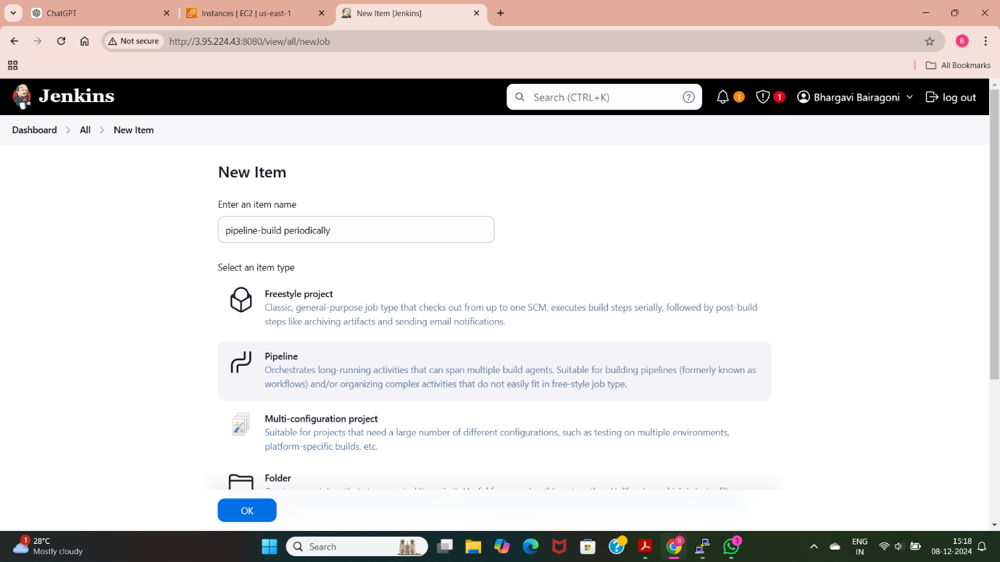 ChatGPT
Instances | EC2 | us-east-1
New Item [Jenkins]
Not secure
http://3.95.224.43:8080/view/all/newJob
B
All Bookmarks
Jenkins
Search (CTRL+K)
?
1
1
Bhargavi Bairagoni
log out
Dashboard
All
New Item
New Item
Enter an item name
pipeline-build periodically
Select an item type
Freestyle project
Classic, general-purpose job type that checks out from up to one SCM, executes build steps serially, followed by post-build
steps like archiving artifacts and sending email notifications.
Pipeline
Orchestrates long-running activities that can span multiple build agents. Suitable for building pipelines (formerly known as
workflows) and/or organizing complex activities that do not easily fit in free-style job type.
Multi-configuration project
Suitable for projects that need a large number of different configurations, such as testing on multiple environments,
platform-specific builds, etc.
Folder
OK
1
28°C
Mostly cloudy
Search
B
3
ENG
IN
15:18
08-12-2024